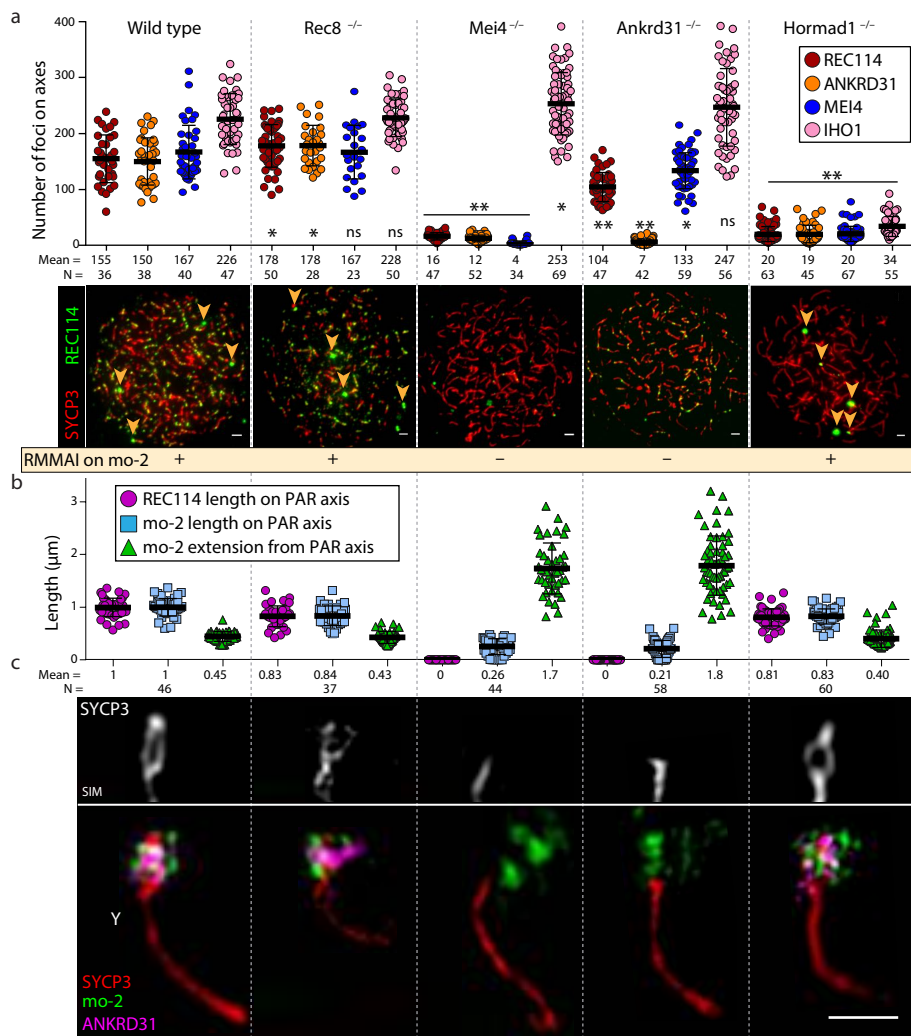 a
Wild type Rec8 −/− Mei4 −/− Ankrd31 −/− Hormad1 −/−
400
300
200
100
0
Number of foci on axes
REC114
ANKRD31
MEI4
IHO1
* * ns ns ** * ** ** * ns **
Mean = 155 150 167 226 178 178 167 228 16 12 4 253 104 7 133 247 20 19 20 34
N = 36 38 40 47 50 28 23 50 47 52 34 69 47 42 59 56 63 45 67 55
SYCP3 REC114
RMMAI on mo-2 + + − − +
b
REC114 length on PAR axis
mo-2 length on PAR axis
mo-2 extension from PAR axis
3
2
1
0
Length (µm)
Mean = 1 1 0.45 0.83 0.84 0.43 0 0.26 1.7 0 0.21 1.8 0.81 0.83 0.40
N = 46 37 44 58 60
c
SYCP3
SIM
Y
SYCP3
mo-2
ANKRD31